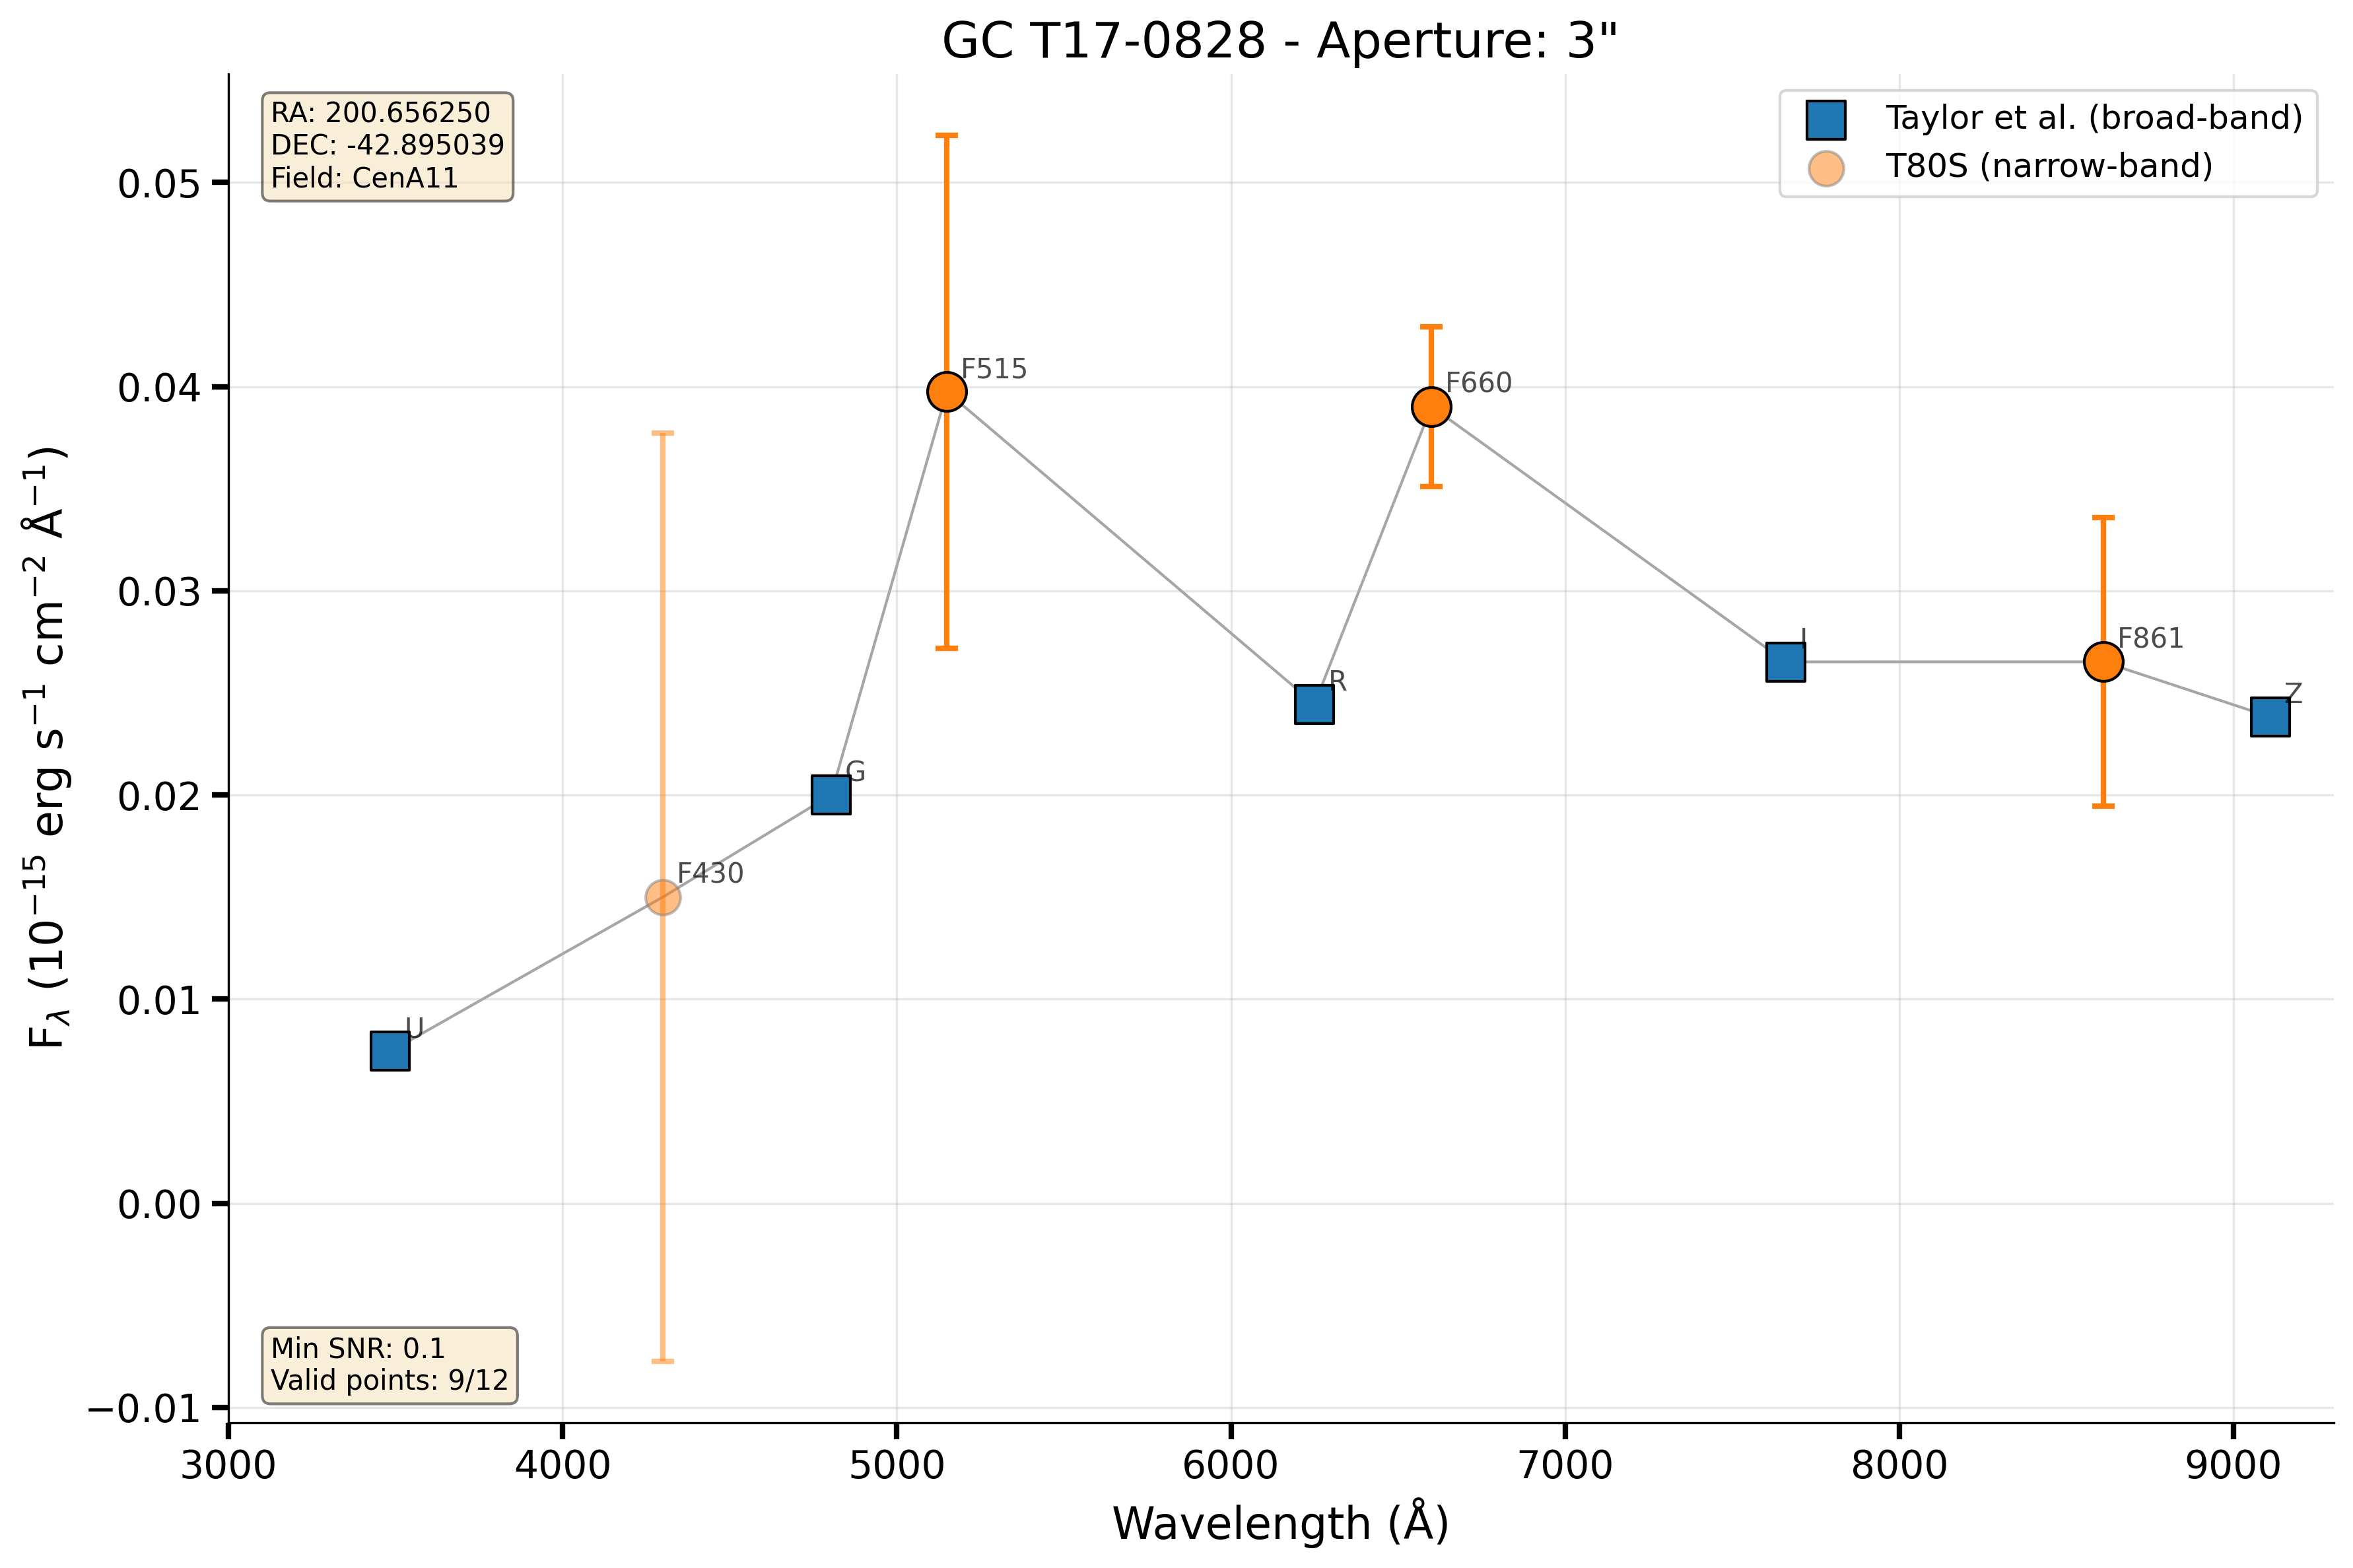 GC T17-0828 - Aperture: 3"
RA: 200.656250
DEC: -42.895039
Field: CenA11
Taylor et al. (broad-band)
T80S (narrow-band)
F515
F660
I
F861
R
Z
G
F430
U
Min SNR: 0.1
Valid points: 9/12
0.05
0.04
0.03
0.02
0.01
0.00
−0.01
F_λ (10⁻¹⁵ erg s⁻¹ cm⁻² Å⁻¹)
3000 4000 5000 6000 7000 8000 9000
Wavelength (Å)